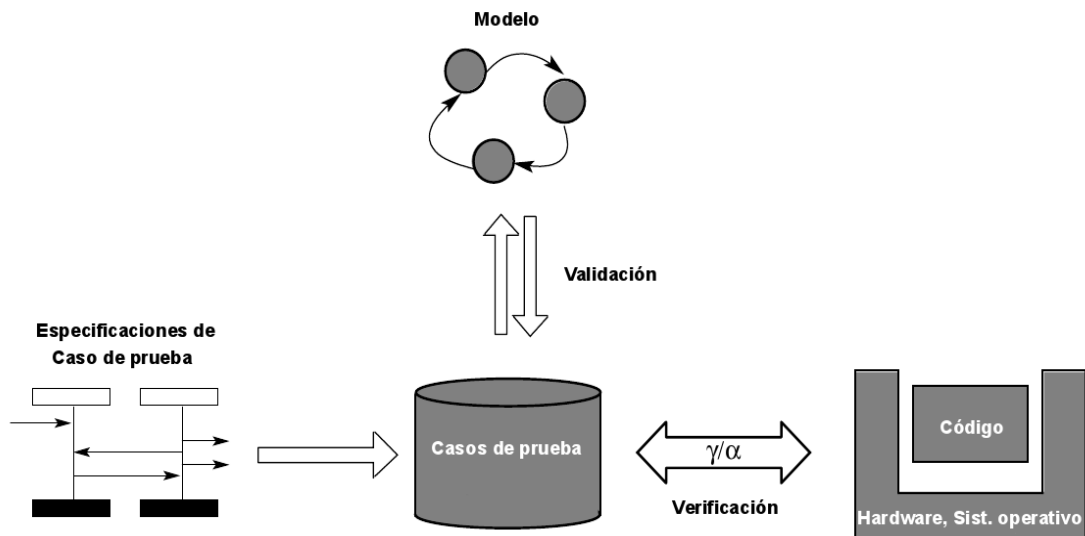 Modelo
Validación
Especificaciones de
Caso de prueba
Casos de prueba
γ/α
Verificación
Código
Hardware, Sist. operativo